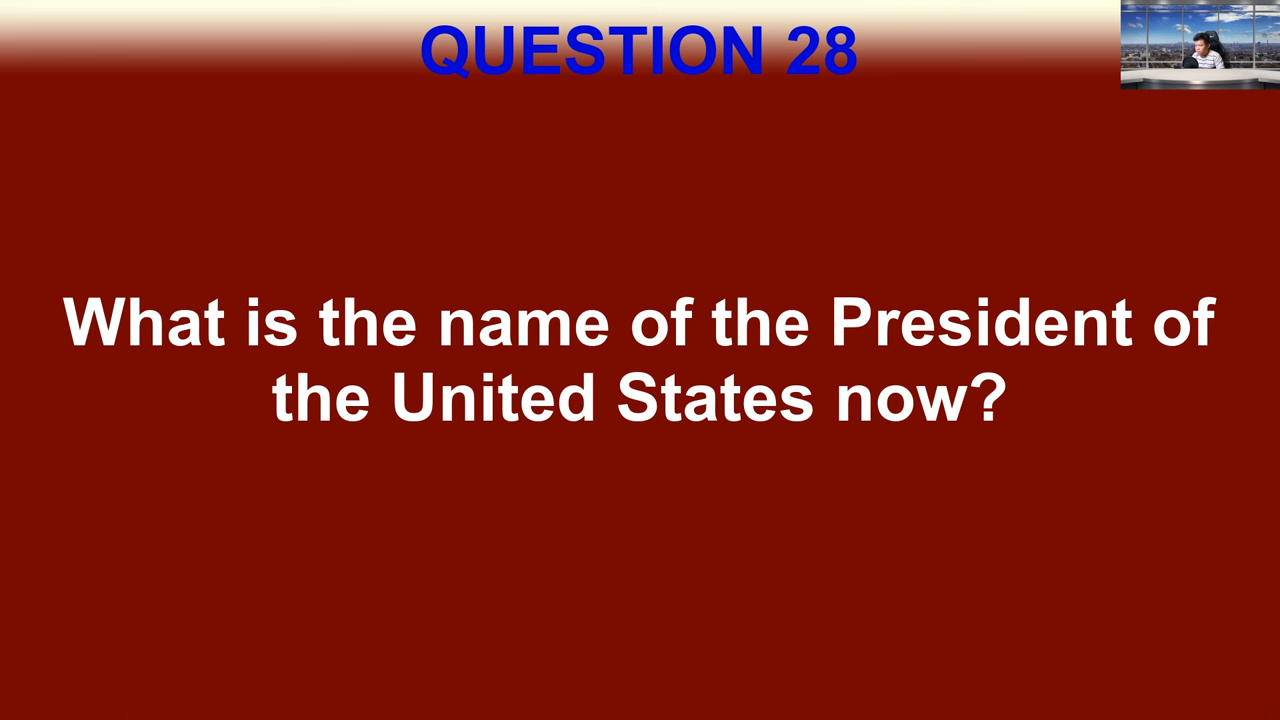 QUESTION 28
What is the name of the President of
the United States now?